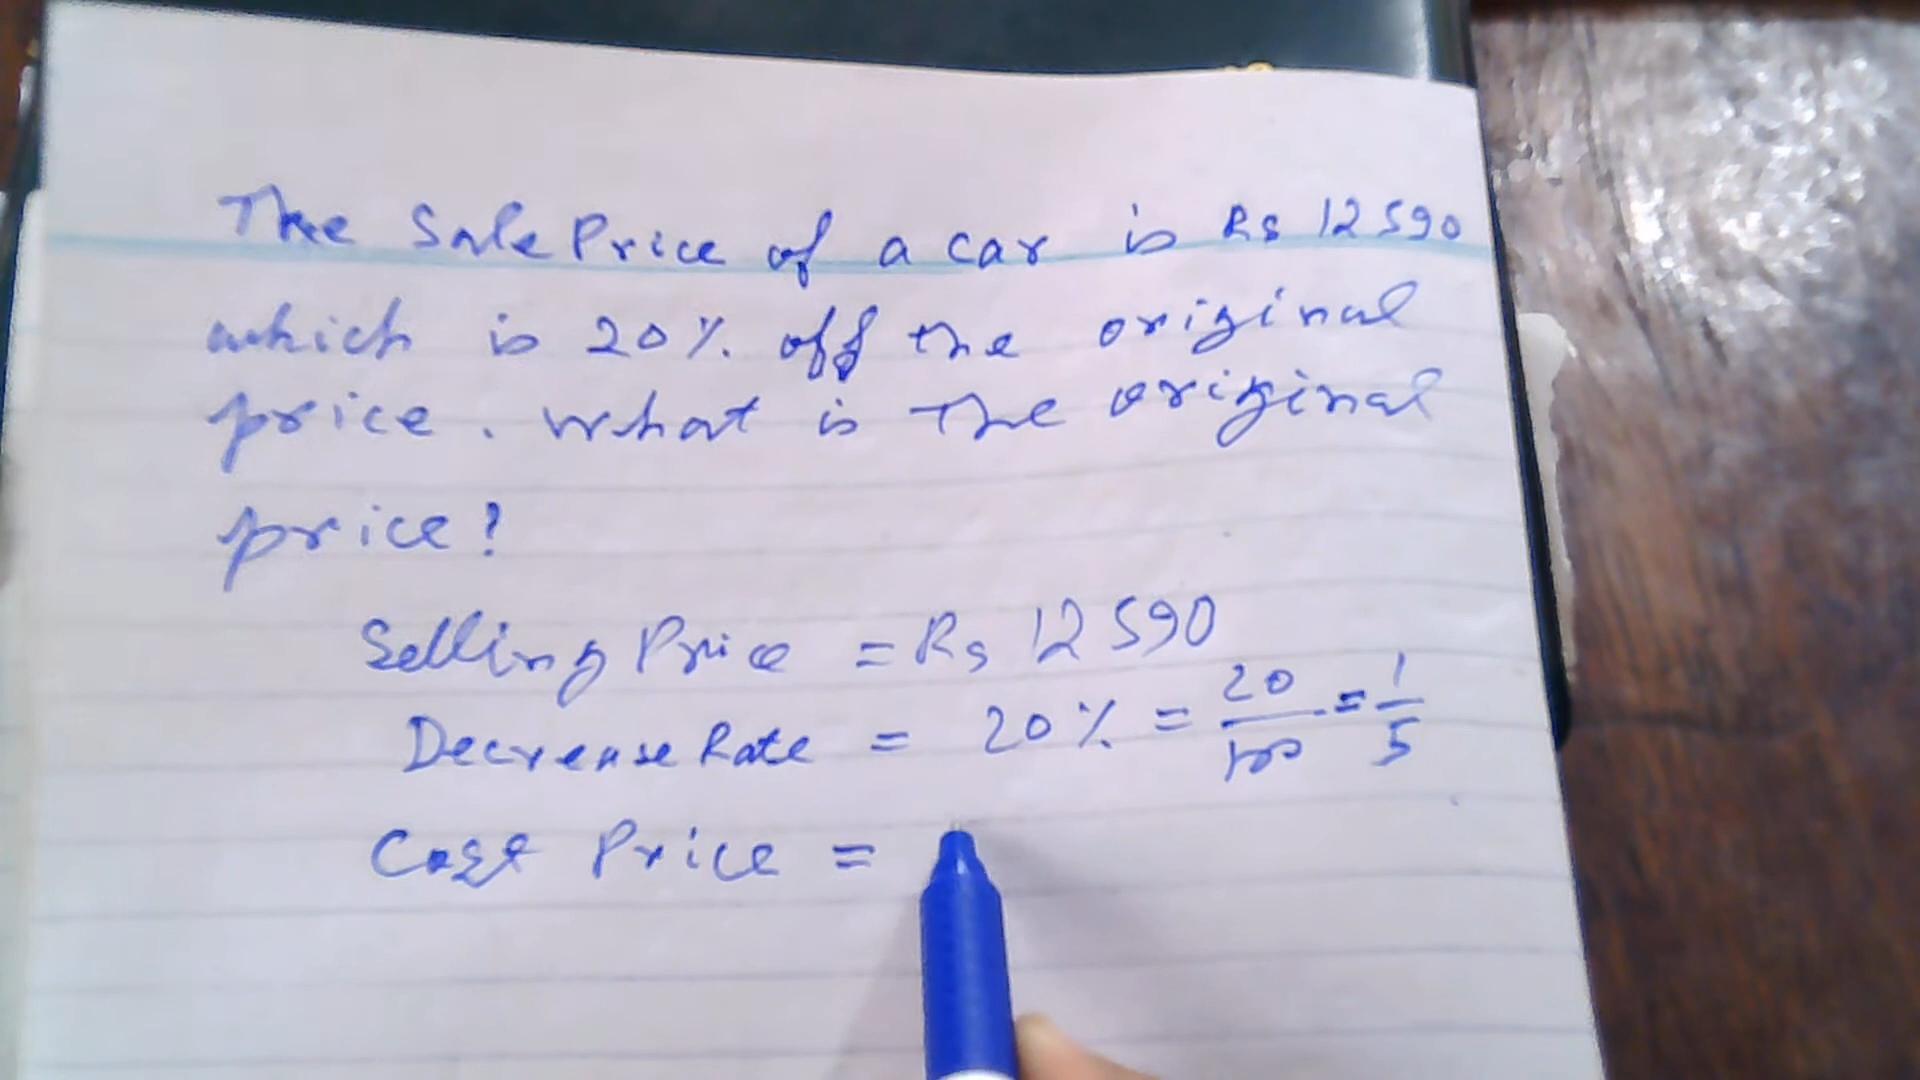 The Sale Price of a car is Rs 12590
which is 20% off the original
price. What is The original
price?
Selling Price = Rs 12590
Decrease Rate = 20% = 20/100 = 1/5
Cost Price =